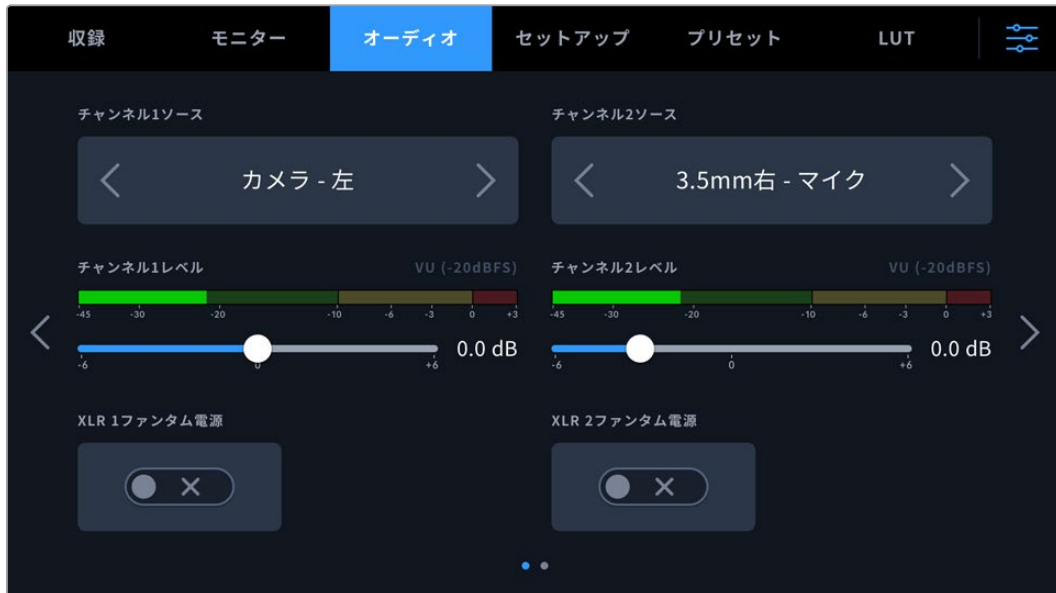 収録 モニター オーディオ セットアップ プリセット LUT
チャンネル1ソース チャンネル2ソース
カメラ - 左 3.5mm右 - マイク
チャンネル1レベル VU (-20dBFS) チャンネル2レベル VU (-20dBFS)
-45 -30 -20 -10 -6 -3 0 +3 -45 -30 -20 -10 -6 -3 0 +3
0.0 dB 0.0 dB
-6 0 +6 -6 0 +6
XLR 1ファンタム電源 XLR 2ファンタム電源